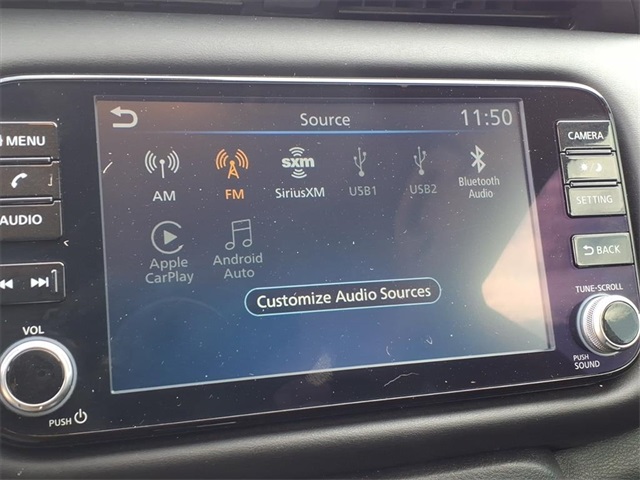 Source
11:50
AM
FM
sxm
SiriusXM
USB1
USB2
Bluetooth
Audio
Apple
CarPlay
Android
Auto
Customize Audio Sources
MENU
AUDIO
VOL
PUSH
CAMERA
SETTING
BACK
TUNE·SCROLL
PUSH
SOUND